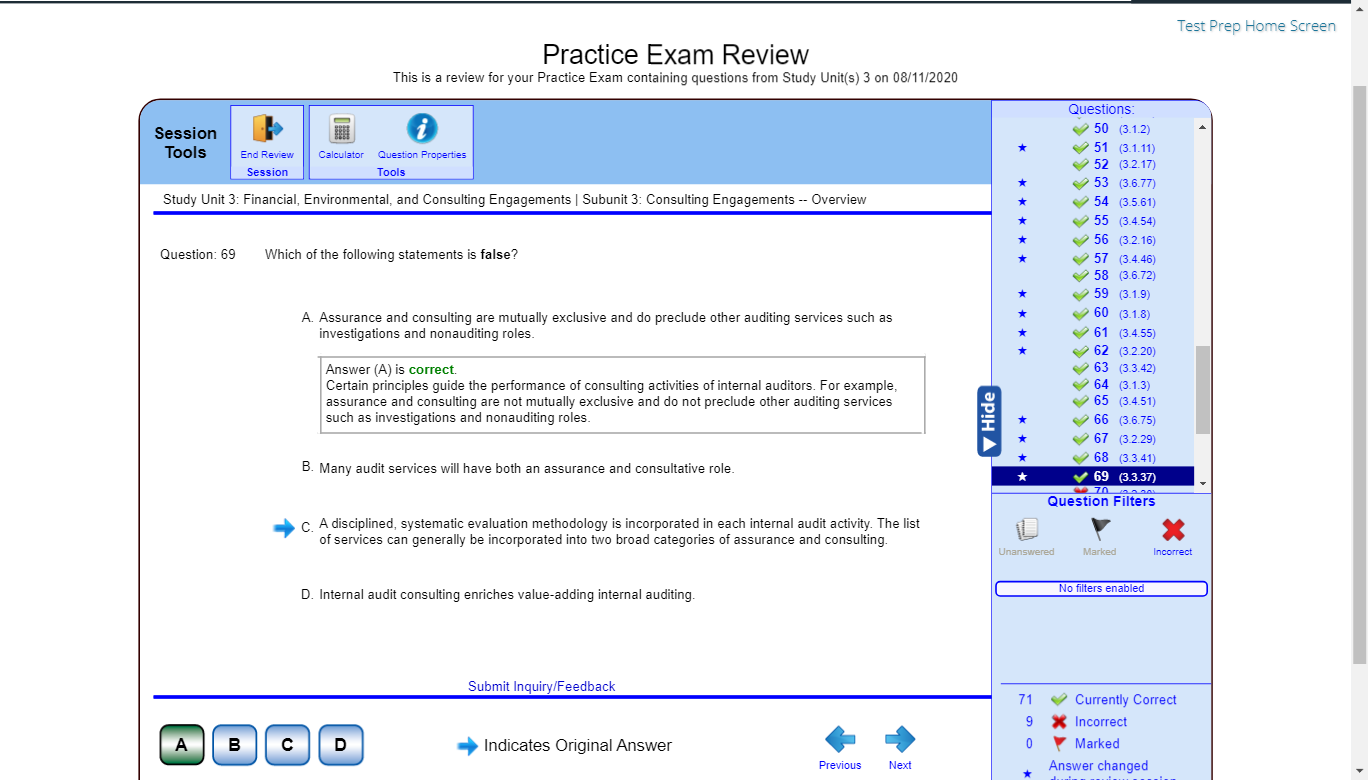 Test Prep Home Screen
Practice Exam Review
This is a review for your Practice Exam containing questions from Study Unit(s) 3 on 08/11/2020
Session Tools
End Review
Session
Calculator
Question Properties
Tools
Study Unit 3: Financial, Environmental, and Consulting Engagements | Subunit 3: Consulting Engagements -- Overview
Question: 69 Which of the following statements is false?
A. Assurance and consulting are mutually exclusive and do preclude other auditing services such as
investigations and nonauditing roles.
Answer (A) is correct.
Certain principles guide the performance of consulting activities of internal auditors. For example,
assurance and consulting are not mutually exclusive and do not preclude other auditing services
such as investigations and nonauditing roles.
B. Many audit services will have both an assurance and consultative role.
C. A disciplined, systematic evaluation methodology is incorporated in each internal audit activity. The list
of services can generally be incorporated into two broad categories of assurance and consulting.
D. Internal audit consulting enriches value-adding internal auditing.
Submit Inquiry/Feedback
A B C D
Indicates Original Answer
Previous
Next
Hide
Questions:
50 (3.1.2)
51 (3.1.11)
52 (3.2.17)
53 (3.6.77)
54 (3.5.61)
55 (3.4.54)
56 (3.2.16)
57 (3.4.46)
58 (3.6.72)
59 (3.1.9)
60 (3.1.8)
61 (3.4.55)
62 (3.2.20)
63 (3.3.42)
64 (3.1.3)
65 (3.4.51)
66 (3.6.75)
67 (3.2.29)
68 (3.3.41)
69 (3.3.37)
70
Question Filters
Unanswered
Marked
Incorrect
No filters enabled
71 Currently Correct
9 Incorrect
0 Marked
Answer changed
during review session